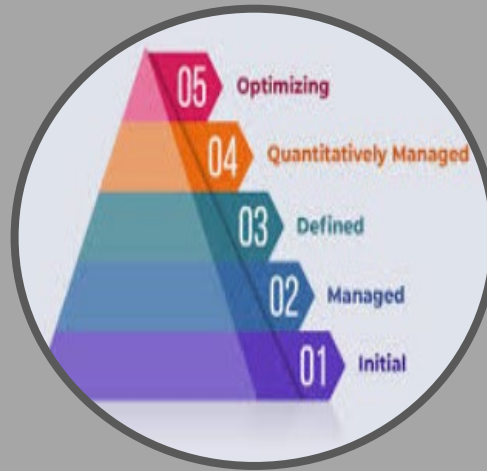 05 Optimizing
04 Quantitatively Managed
03 Defined
02 Managed
01 Initial